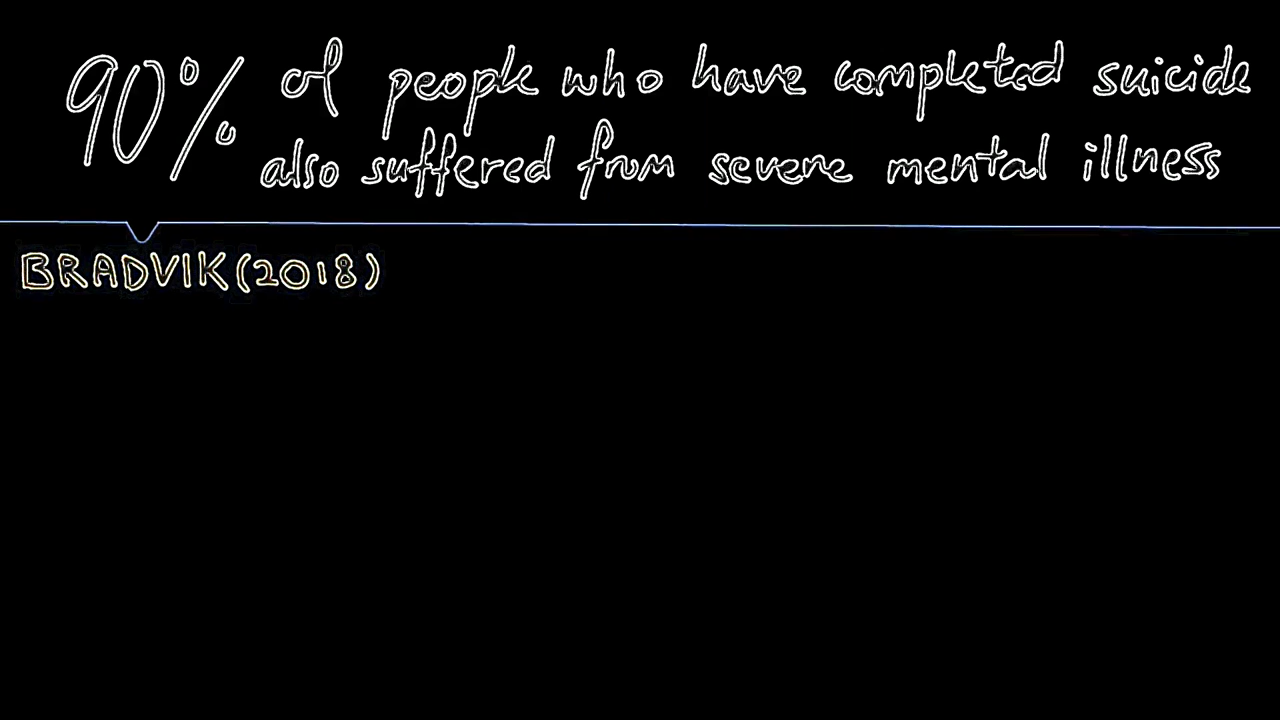 90% of people who have completed suicide
also suffered from severe mental illness
BRADVIK(2018)